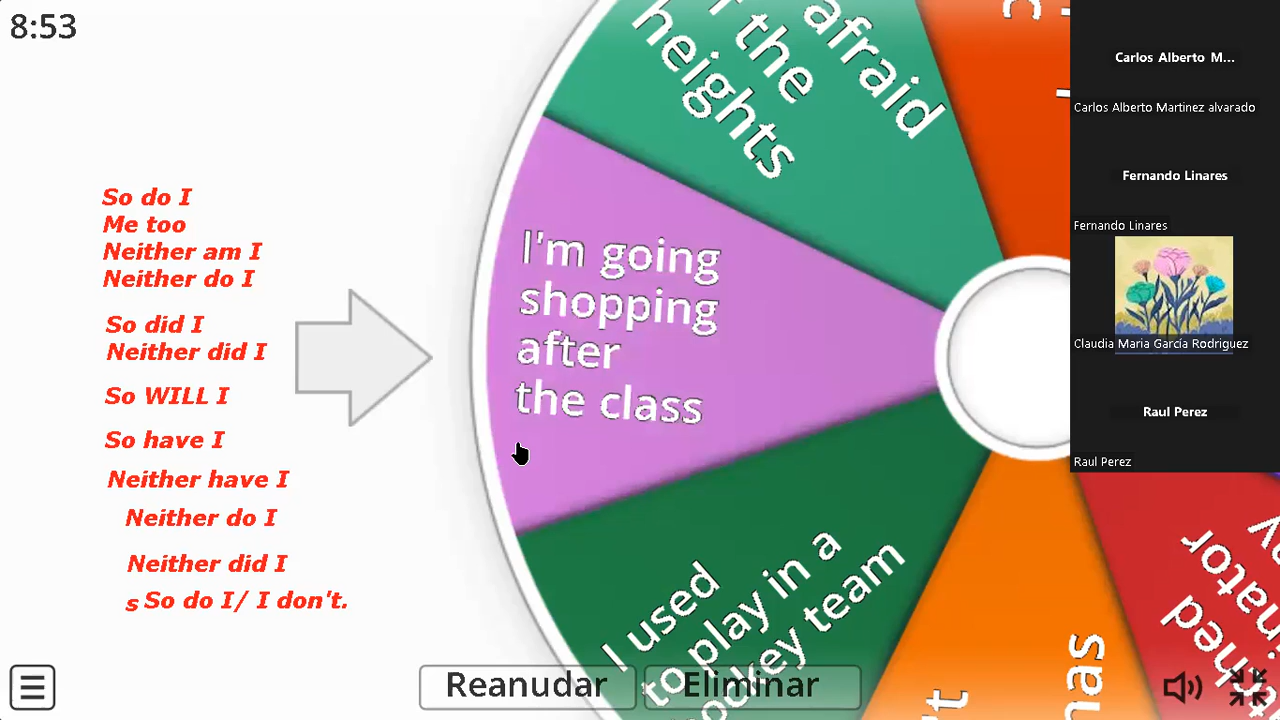 8:53
So do I
Me too
Neither am I
Neither do I
So did I
Neither did I
So WILL I
So have I
Neither have I
Neither do I
Neither did I
s So do I/ I don't.
afraid
the
heights
I'm going
shopping
after
the class
I used
to play in a
Reanudar
Eliminar
Carlos Alberto M...
Carlos Alberto Martinez alvarado
Fernando Linares
Fernando Linares
Claudia Maria García Rodriguez
Raul Perez
Raul Perez